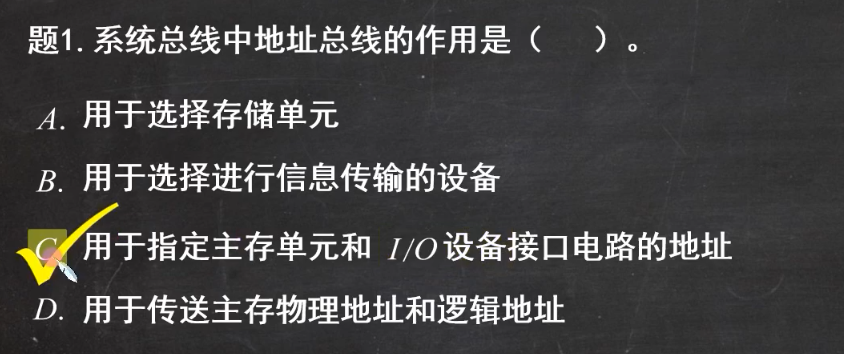 题1.系统总线中地址总线的作用是（ ）。
A. 用于选择存储单元
B. 用于选择进行信息传输的设备
C. 用于指定主存单元和 I/O设备接口电路的地址
D. 用于传送主存物理地址和逻辑地址